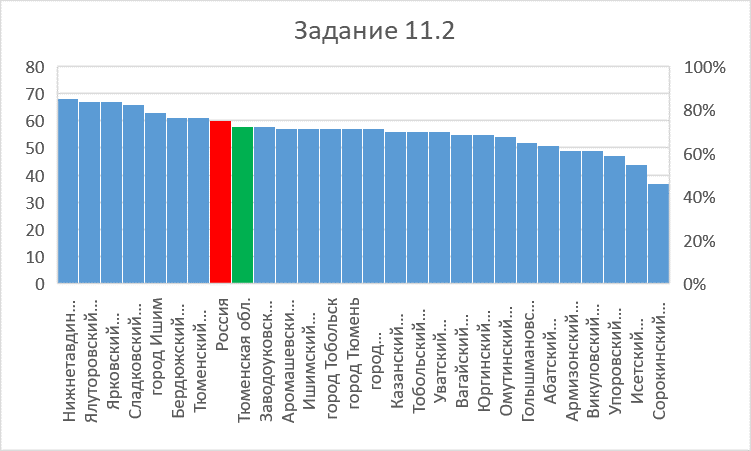 Задание 11.2
80
70
60
50
40
30
20
10
0
100%
80%
60%
40%
20%
0%
Нижнетавдин…
Ялуторовский…
Ярковский…
Сладковский…
город Ишим
Бердюжский…
Тюменский…
Россия
Тюменская обл.
Заводоуковск…
Аромашевски…
Ишимский…
город Тобольск
город Тюмень
город…
Казанский…
Тобольский…
Уватский…
Вагайский…
Юргинский…
Омутинский…
Голышмановс…
Абатский…
Армизонский…
Викуловский…
Упоровский…
Исетский…
Сорокинский…